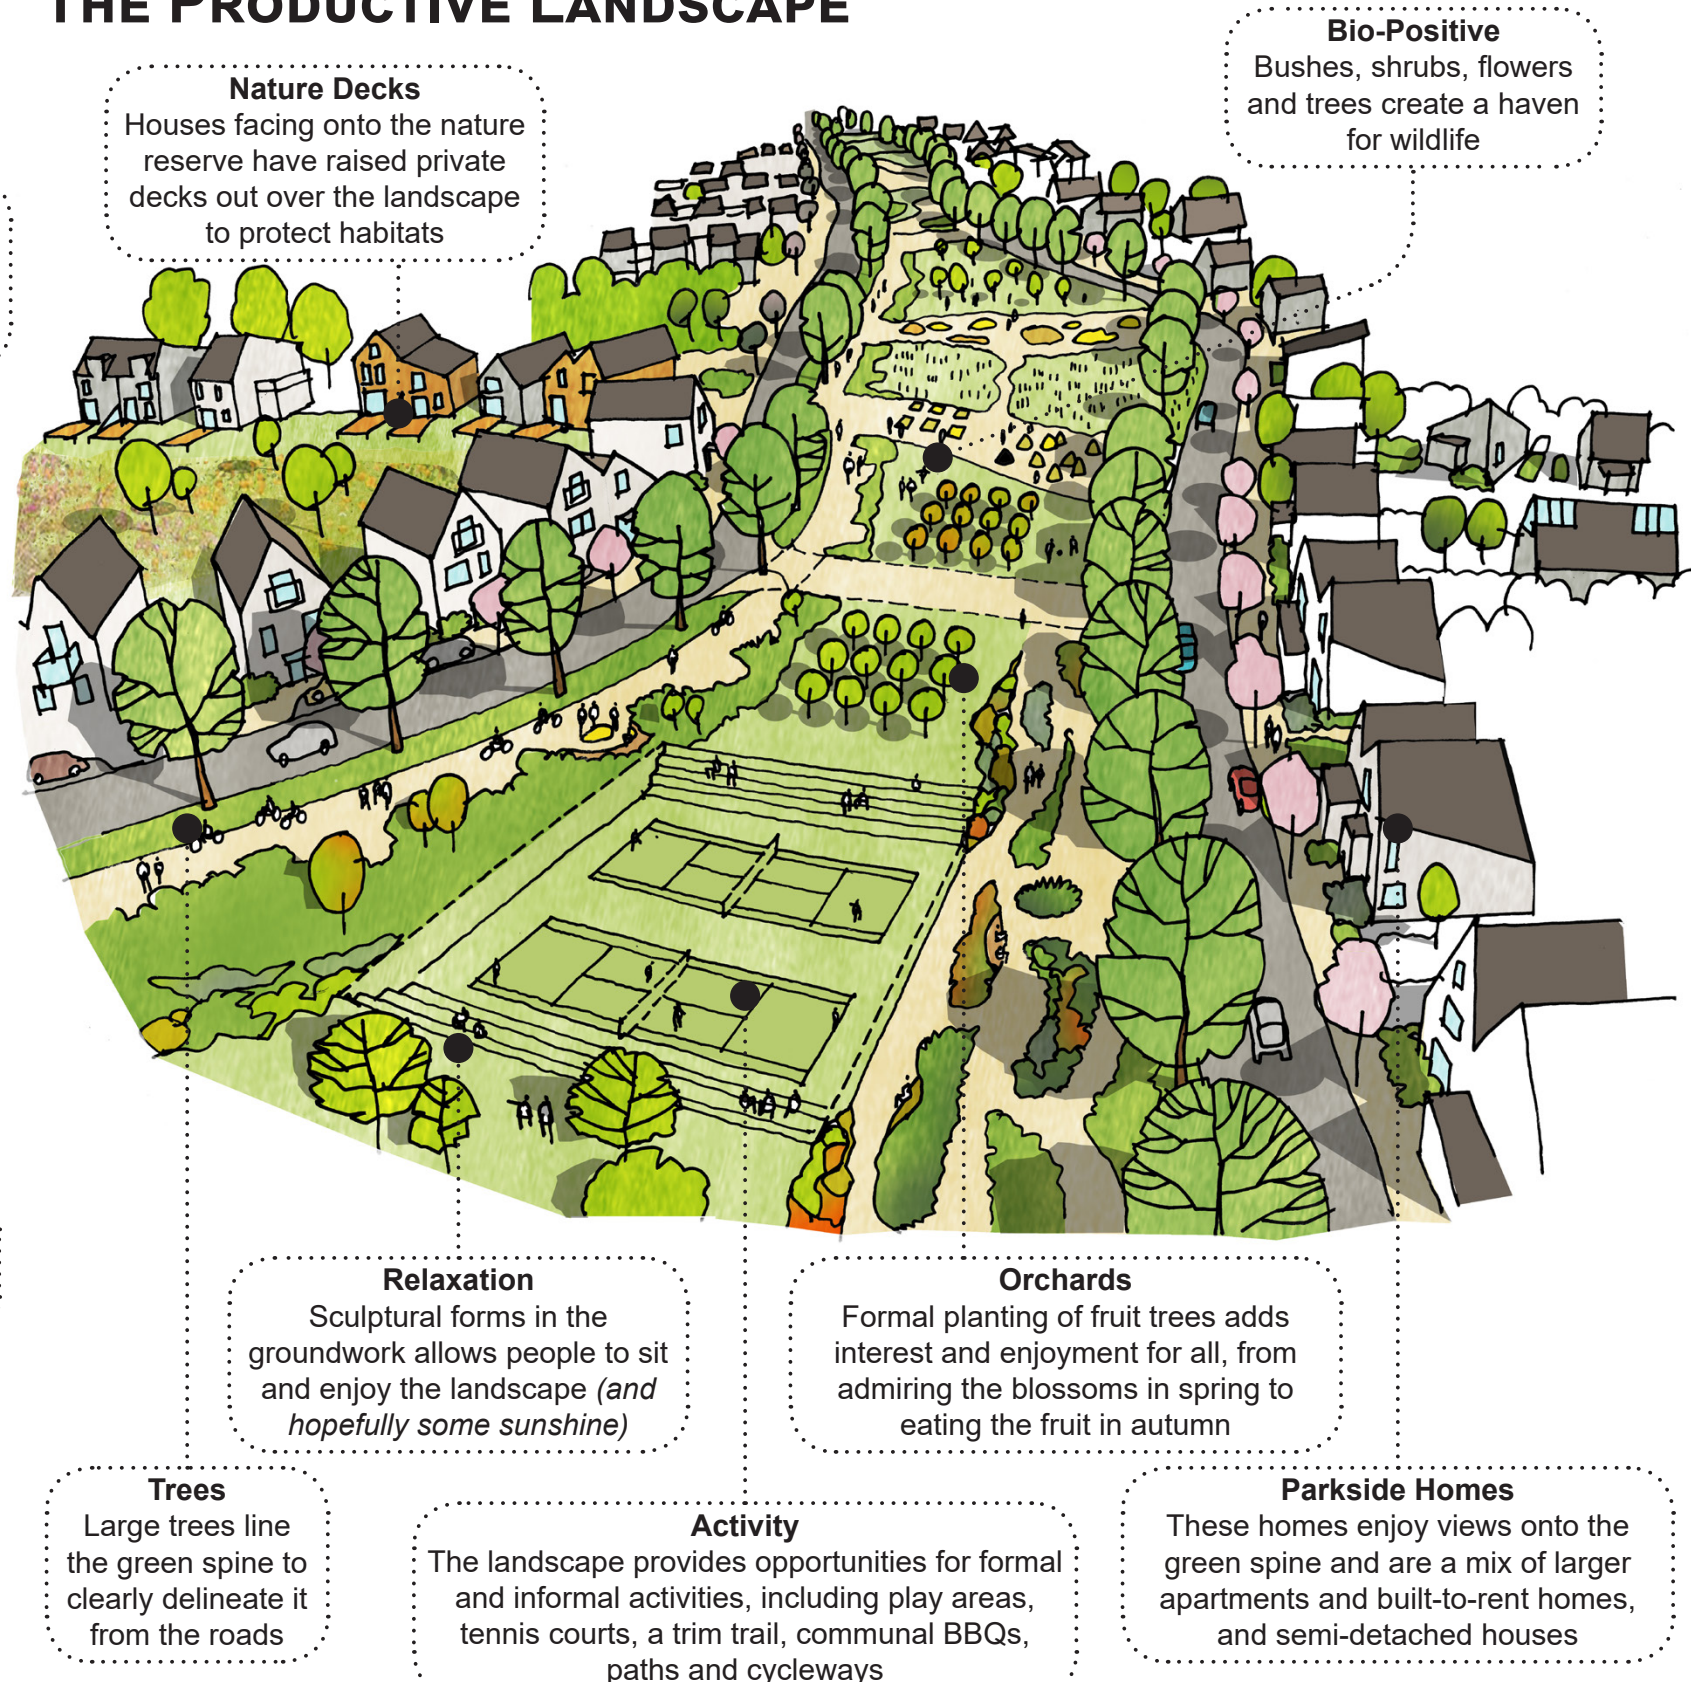 THE PRODUCTIVE LANDSCAPE
Nature Decks
Houses facing onto the nature
reserve have raised private
decks out over the landscape
to protect habitats
Bio-Positive
Bushes, shrubs, flowers
and trees create a haven
for wildlife
Relaxation
Sculptural forms in the
groundwork allows people to sit
and enjoy the landscape (and
hopefully some sunshine)
Orchards
Formal planting of fruit trees adds
interest and enjoyment for all, from
admiring the blossoms in spring to
eating the fruit in autumn
Trees
Large trees line
the green spine to
clearly delineate it
from the roads
Activity
The landscape provides opportunities for formal
and informal activities, including play areas,
tennis courts, a trim trail, communal BBQs,
paths and cycleways
Parkside Homes
These homes enjoy views onto the
green spine and are a mix of larger
apartments and built-to-rent homes,
and semi-detached houses